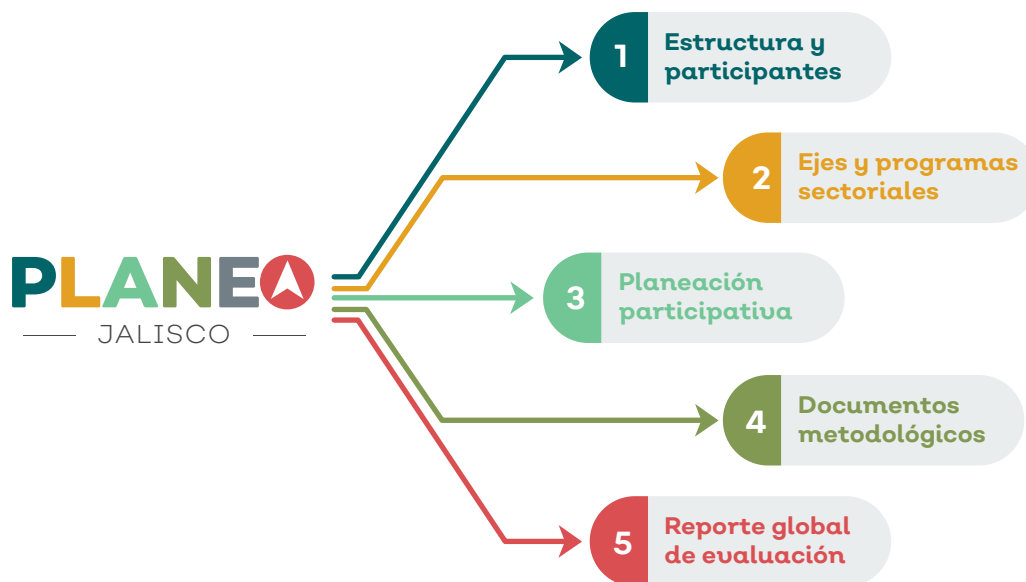 PLANEO
JALISCO
1
Estructura y
participantes
2
Ejes y programas
sectoriales
3
Planeación
participativa
4
Documentos
metodológicos
5
Reporte global
de evaluación